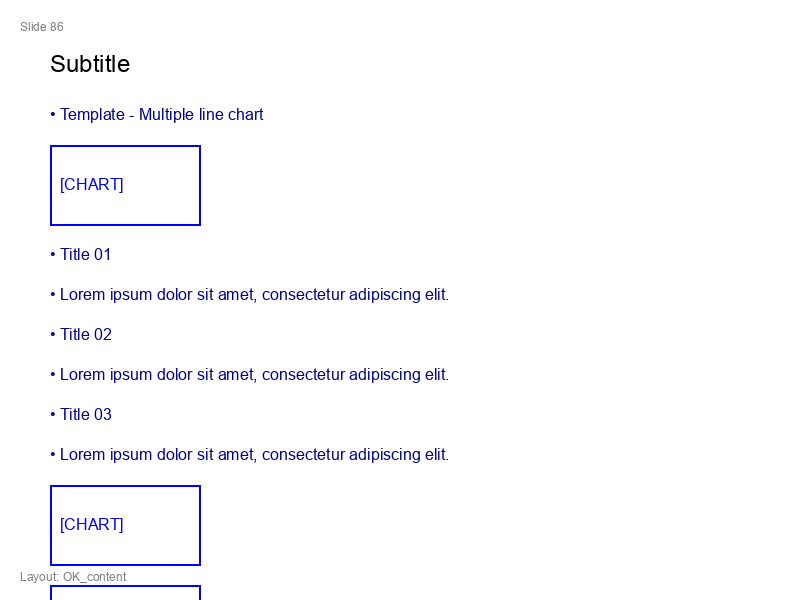 Slide 86
Subtitle
• Template - Multiple line chart
[CHART]
• Title 01
• Lorem ipsum dolor sit amet, consectetur adipiscing elit.
• Title 02
• Lorem ipsum dolor sit amet, consectetur adipiscing elit.
• Title 03
• Lorem ipsum dolor sit amet, consectetur adipiscing elit.
[CHART]
Layout: OK_content